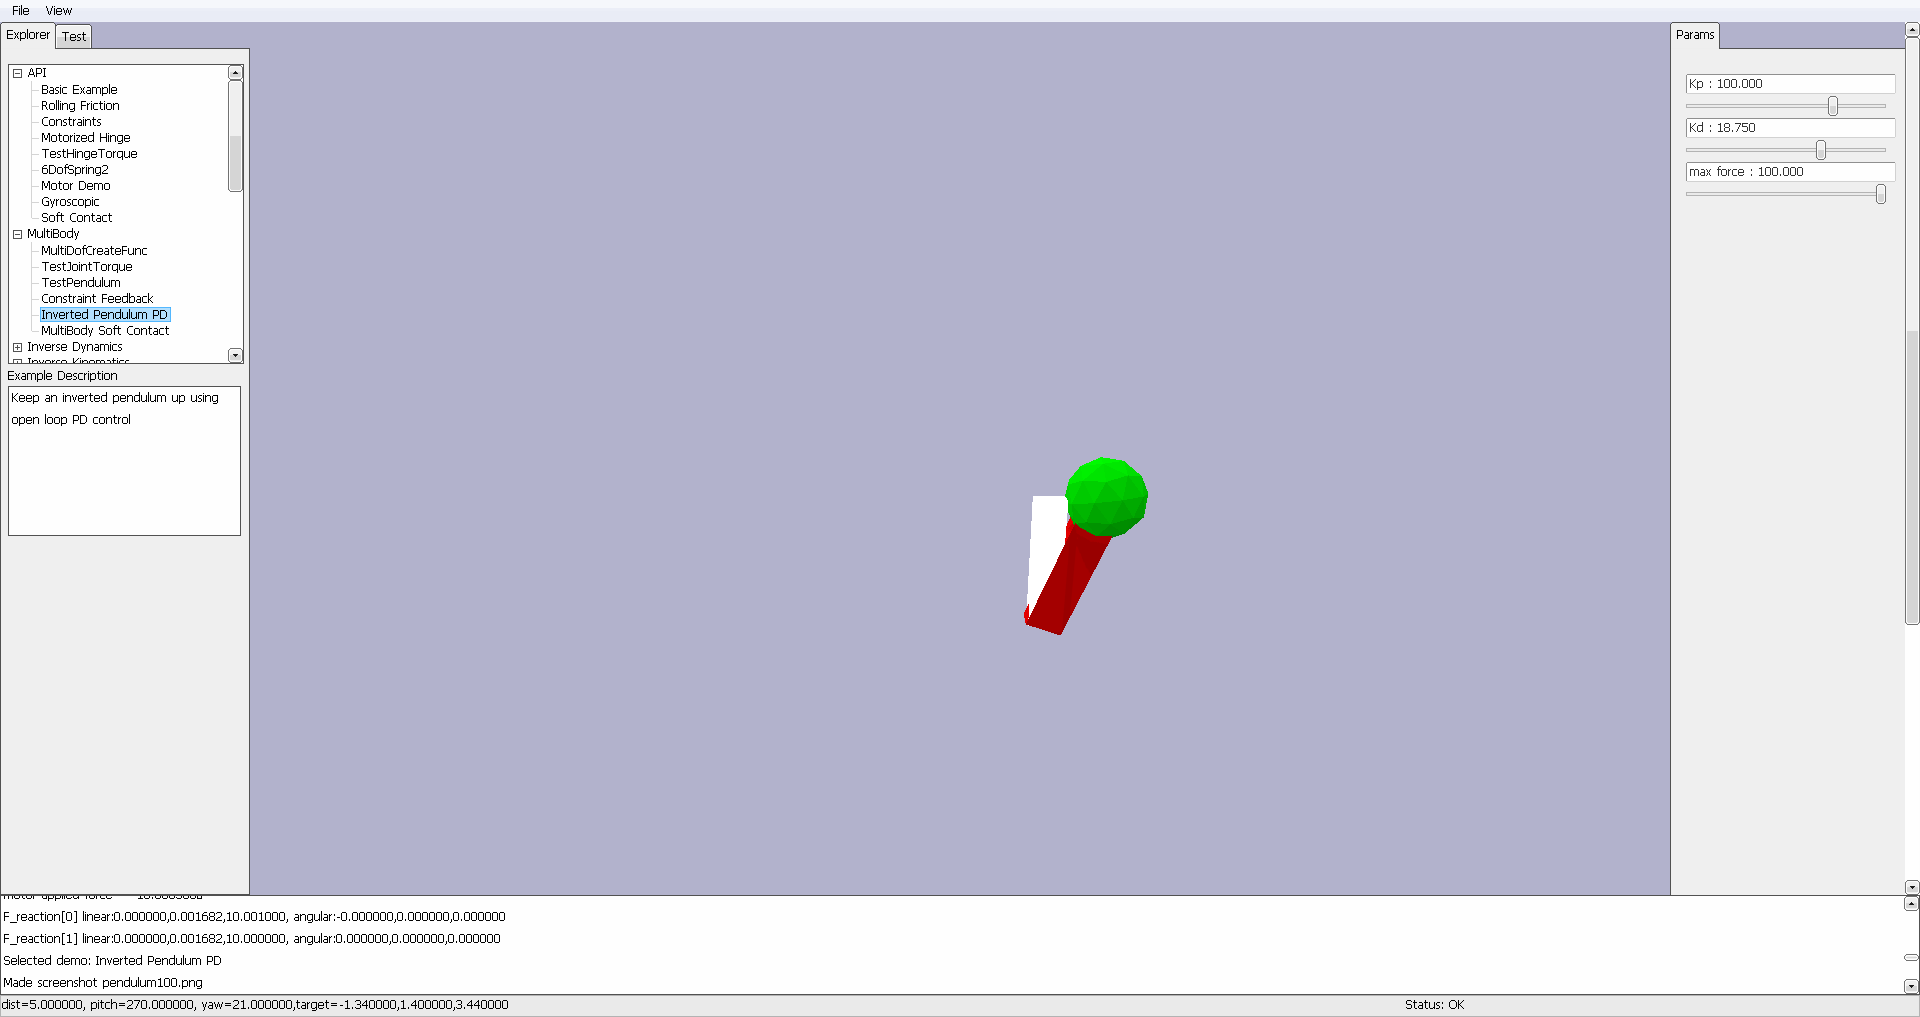 File View
Explorer Test
API
Basic Example
Rolling Friction
Constraints
Motorized Hinge
TestHingeTorque
6DofSpring2
Motor Demo
Gyroscopic
Soft Contact
MultiBody
MultiDofCreateFunc
TestJointTorque
TestPendulum
Constraint Feedback
Inverted Pendulum PD
MultiBody Soft Contact
Inverse Dynamics
Inverse Kinematics
Example Description
Keep an inverted pendulum up using
open loop PD control
Params
Kp : 100.000
Kd : 18.750
max force : 100.000
motor applied force
F_reaction[0] linear:0.000000,0.001682,10.001000, angular:-0.000000,0.000000,0.000000
F_reaction[1] linear:0.000000,0.001682,10.000000, angular:0.000000,0.000000,0.000000
Selected demo: Inverted Pendulum PD
Made screenshot pendulum100.png
dist=5.000000, pitch=270.000000, yaw=21.000000,target=-1.340000,1.400000,3.440000
Status: OK